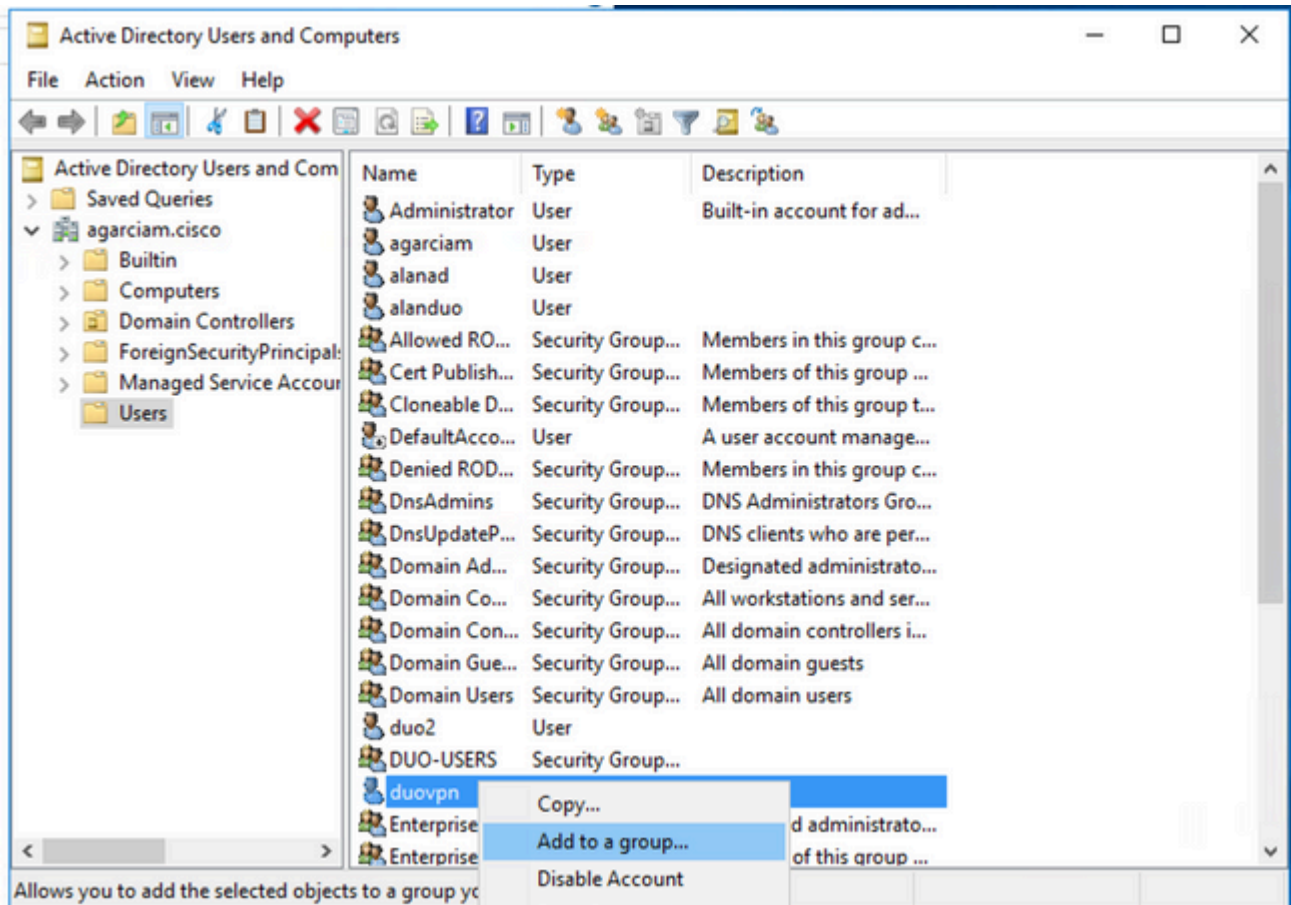 Active Directory Users and Computers
File Action View Help
Active Directory Users and Com
Saved Queries
agarciam.cisco
Builtin
Computers
Domain Controllers
ForeignSecurityPrincipals
Managed Service Accour
Users
Name Type Description
Administrator User Built-in account for ad...
agarciam User
alanad User
alanduo User
Allowed RO... Security Group... Members in this group c...
Cert Publish... Security Group... Members of this group ...
Cloneable D... Security Group... Members of this group t...
DefaultAcco... User A user account manage...
Denied ROD... Security Group... Members in this group c...
DnsAdmins Security Group... DNS Administrators Gro...
DnsUpdateP... Security Group... DNS clients who are per...
Domain Ad... Security Group... Designated administrato...
Domain Co... Security Group... All workstations and ser...
Domain Con... Security Group... All domain controllers i...
Domain Gue... Security Group... All domain guests
Domain Users Security Group... All domain users
duo2 User
DUO-USERS Security Group...
duovpn
Enterprise d administrato...
Enterprise of this group ...
Copy...
Add to a group...
Disable Account
Allows you to add the selected objects to a group yo